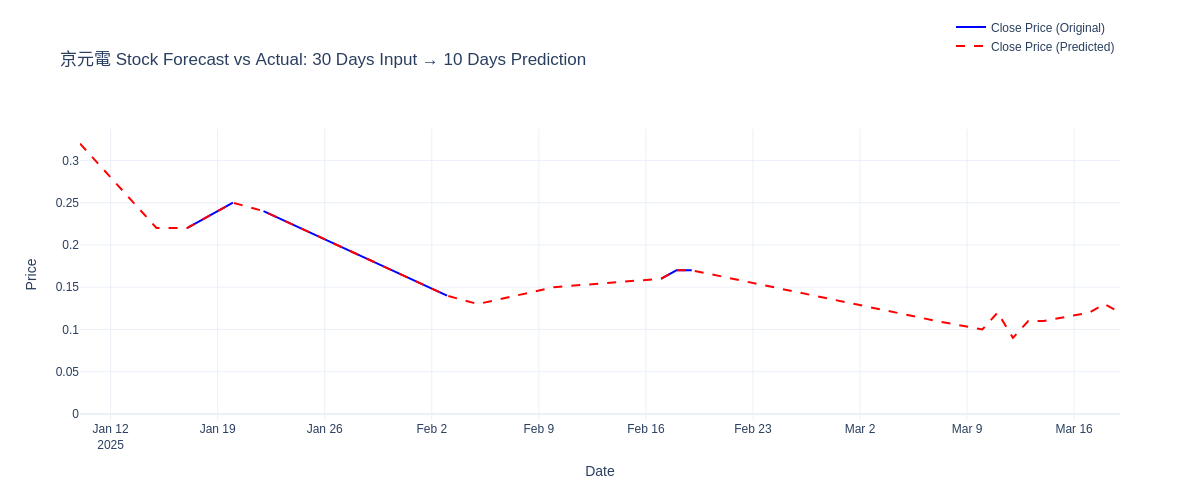 京元電 Stock Forecast vs Actual: 30 Days Input → 10 Days Prediction
Close Price (Original)
Close Price (Predicted)
Price
0.3
0.25
0.2
0.15
0.1
0.05
0
Jan 12
2025
Jan 19
Jan 26
Feb 2
Feb 9
Feb 16
Feb 23
Mar 2
Mar 9
Mar 16
Date